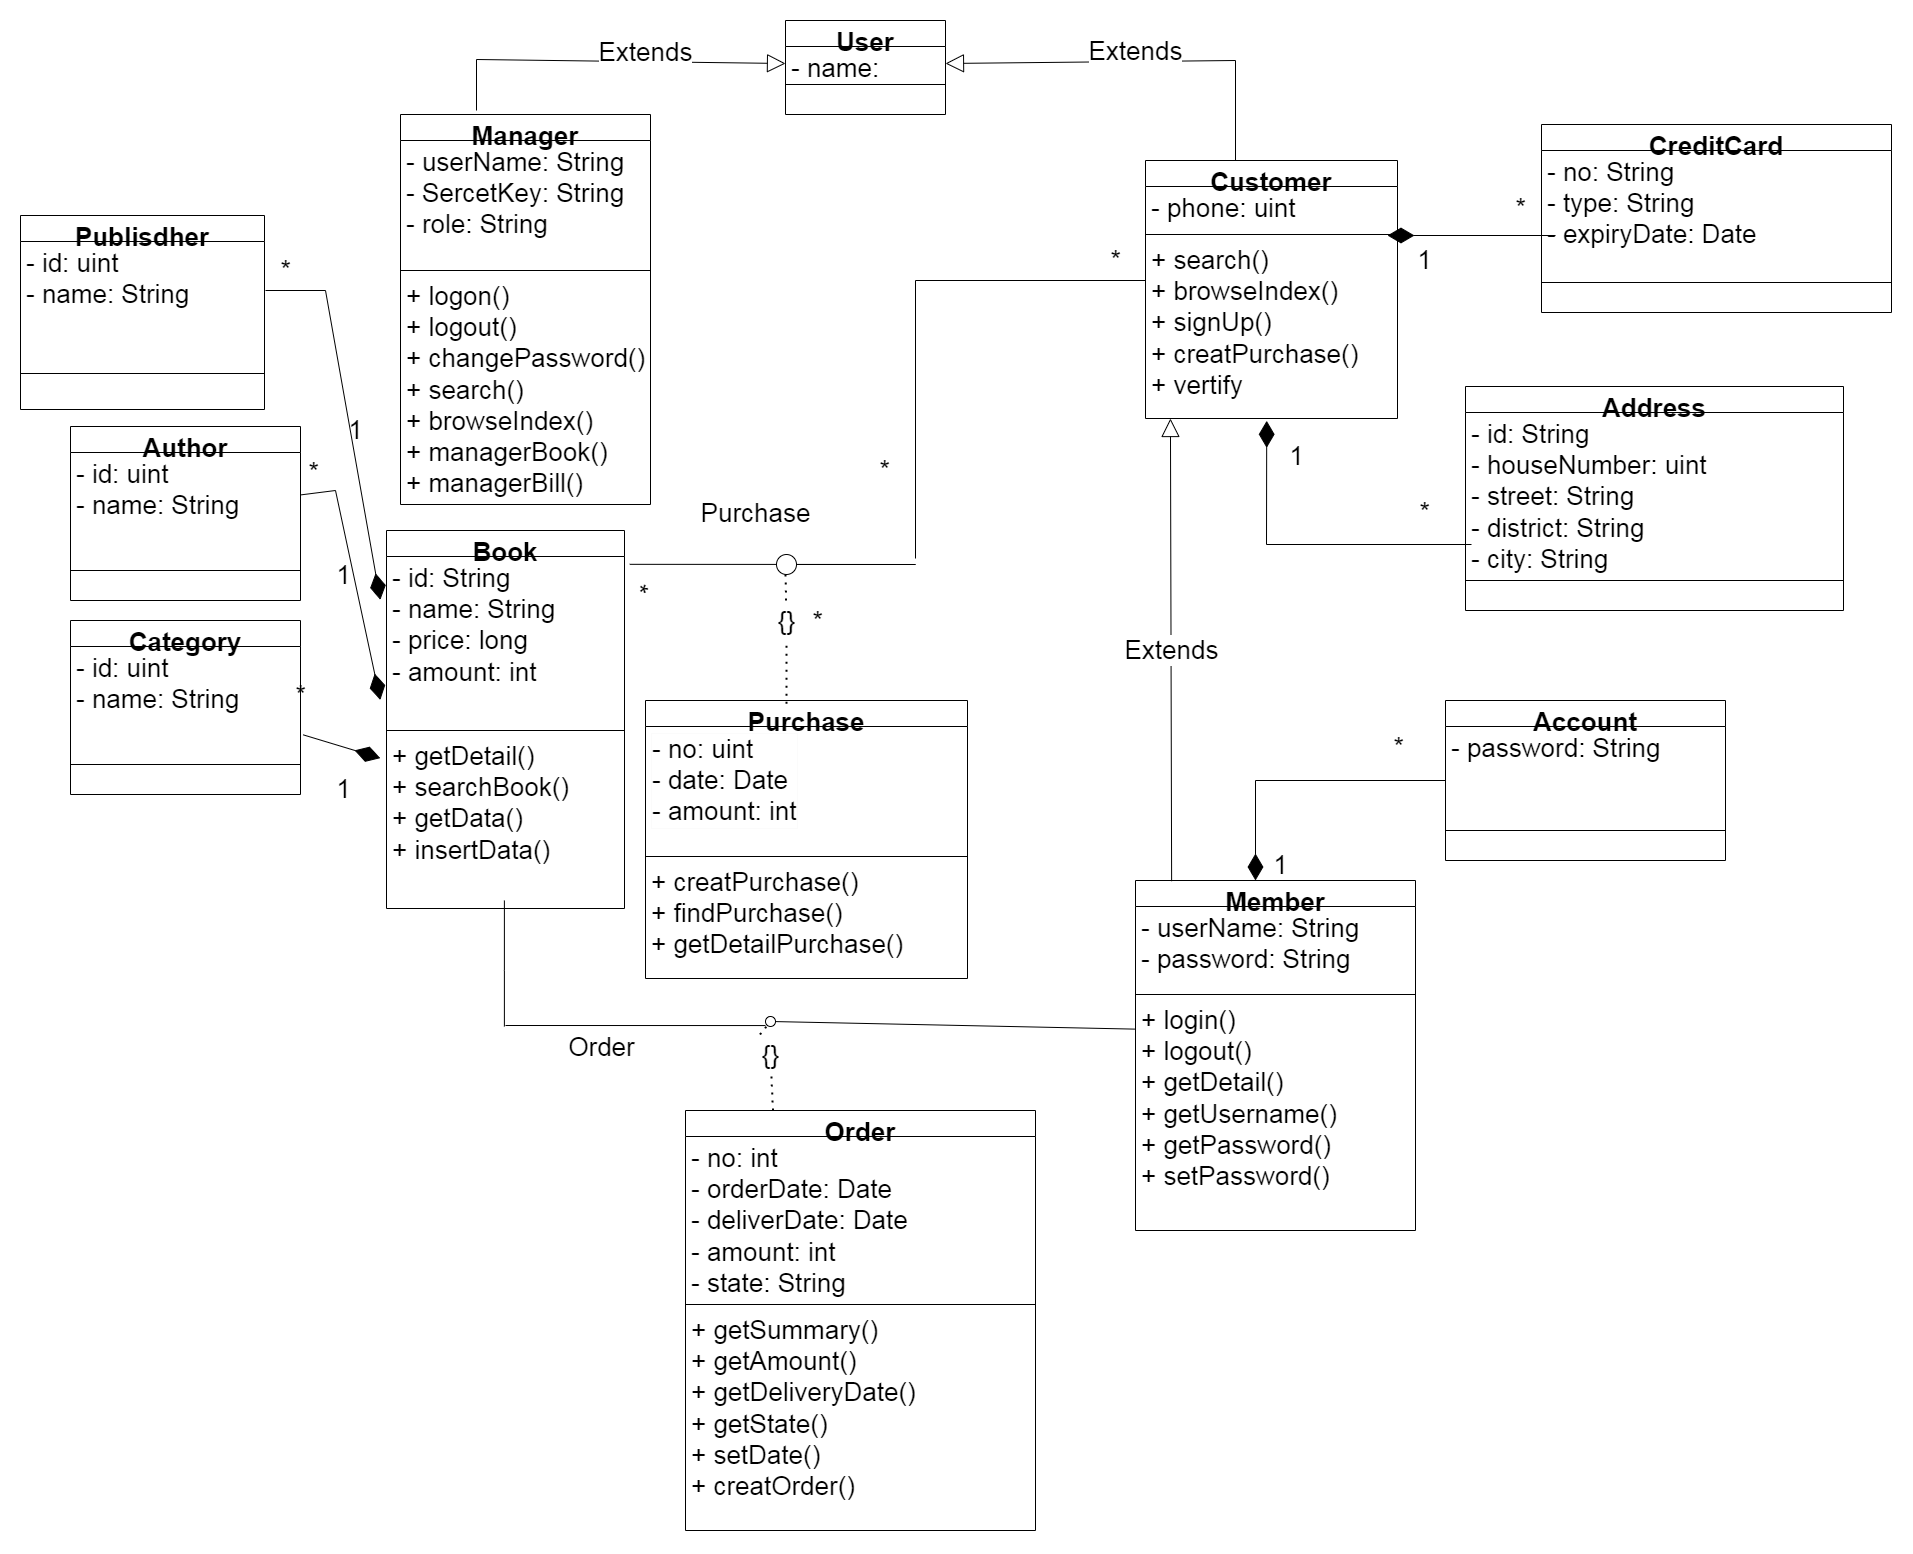 Extends
User
- name:
Extends
Manager
- userName: String
- SercetKey: String
- role: String
+ logon()
+ logout()
+ changePassword()
+ search()
+ browseIndex()
+ managerBook()
+ managerBill()
Customer
- phone: uint
+ search()
+ browseIndex()
+ signUp()
+ creatPurchase()
+ vertify
*
1
*
CreditCard
- no: String
- type: String
- expiryDate: Date
Publisdher
- id: uint
- name: String
*
1
Author
- id: uint
- name: String
*
1
Category
- id: uint
- name: String
*
1
Address
- id: String
- houseNumber: uint
- street: String
- district: String
- city: String
1
*
Book
- id: String
- name: String
- price: long
- amount: int
+ getDetail()
+ searchBook()
+ getData()
+ insertData()
Purchase
*
*
{} *
Purchase
- no: uint
- date: Date
- amount: int
+ creatPurchase()
+ findPurchase()
+ getDetailPurchase()
Extends
Account
- password: String
*
1
Member
- userName: String
- password: String
+ login()
+ logout()
+ getDetail()
+ getUsername()
+ getPassword()
+ setPassword()
Order
{}
Order
- no: int
- orderDate: Date
- deliverDate: Date
- amount: int
- state: String
+ getSummary()
+ getAmount()
+ getDeliveryDate()
+ getState()
+ setDate()
+ creatOrder()